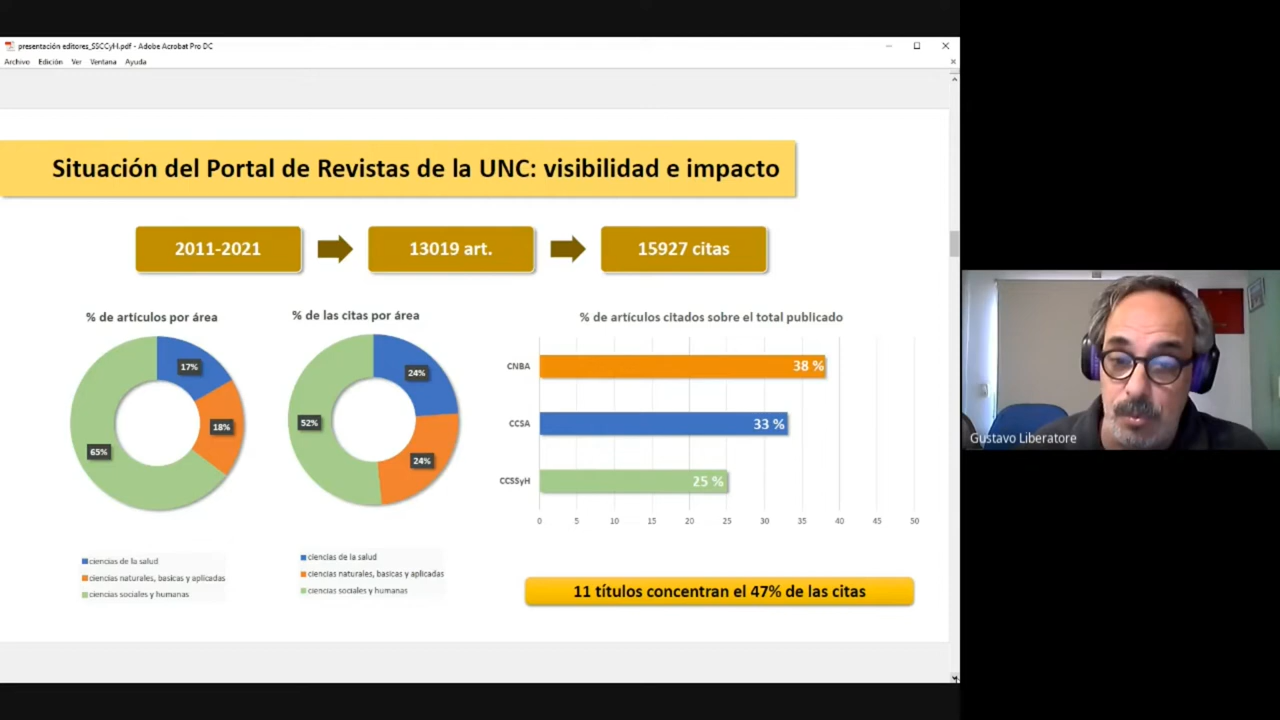 presentación editores_SSCCyH.pdf - Adobe Acrobat Pro DC
Archivo Edición Ver Ventana Ayuda
Situación del Portal de Revistas de la UNC: visibilidad e impacto
2011-2021
13019 art.
15927 citas
% de artículos por área
17%
18%
65%
ciencias de la salud
ciencias naturales, basicas y aplicadas
ciencias sociales y humanas
% de las citas por área
24%
52%
24%
ciencias de la salud
ciencias naturales, basicas y aplicadas
ciencias sociales y humanas
% de artículos citados sobre el total publicado
CNBA 38 %
CCSA 33 %
CCSSyH 25 %
0 5 10 15 20 25 30 35 40 45 50
11 títulos concentran el 47% de las citas
Gustavo Liberatore